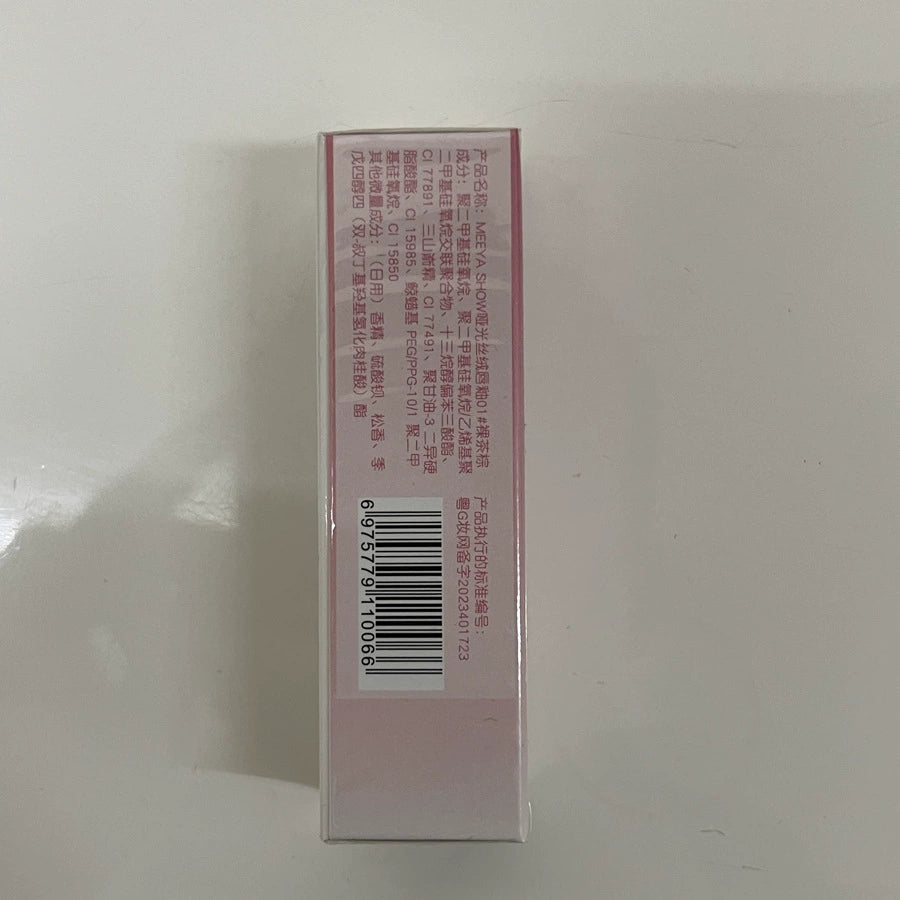 产品名称：MEEYA SHOW哑光丝绒唇釉01#裸茶棕
成分：聚二甲基硅氧烷、聚二甲基硅氧烷/乙烯基聚
二甲基硅氧烷交联聚合物、十三烷醇偏苯三酸酯、
CI 77891、三山嵛精、CI 77491、聚甘油-3 二异硬
脂酸酯、CI 15985、鲸蜡基 PEG/PPG-10/1 聚二甲
基硅氧烷、CI 15850
其他微量成分：（日用）香精、硫酸钡、松香、季
戊四醇四（双-叔丁基羟基氢化肉桂酸）酯
产品执行的标准编号：
粤G妆网备字2023401723
6975779110066